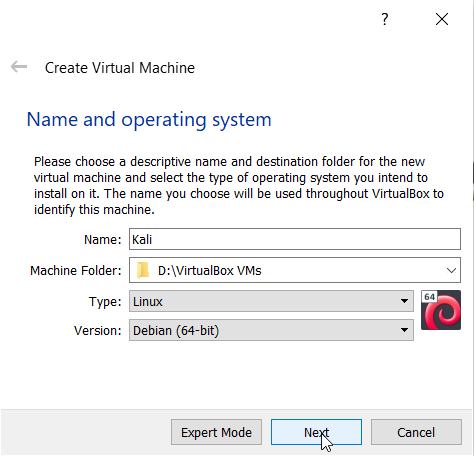 ?
Create Virtual Machine
Name and operating system
Please choose a descriptive name and destination folder for the new
virtual machine and select the type of operating system you intend to
install on it. The name you choose will be used throughout VirtualBox to
identify this machine.
Name: Kali
Machine Folder: D:\VirtualBox VMs
Type: Linux
64
Version: Debian (64-bit)
Expert Mode Next Cancel